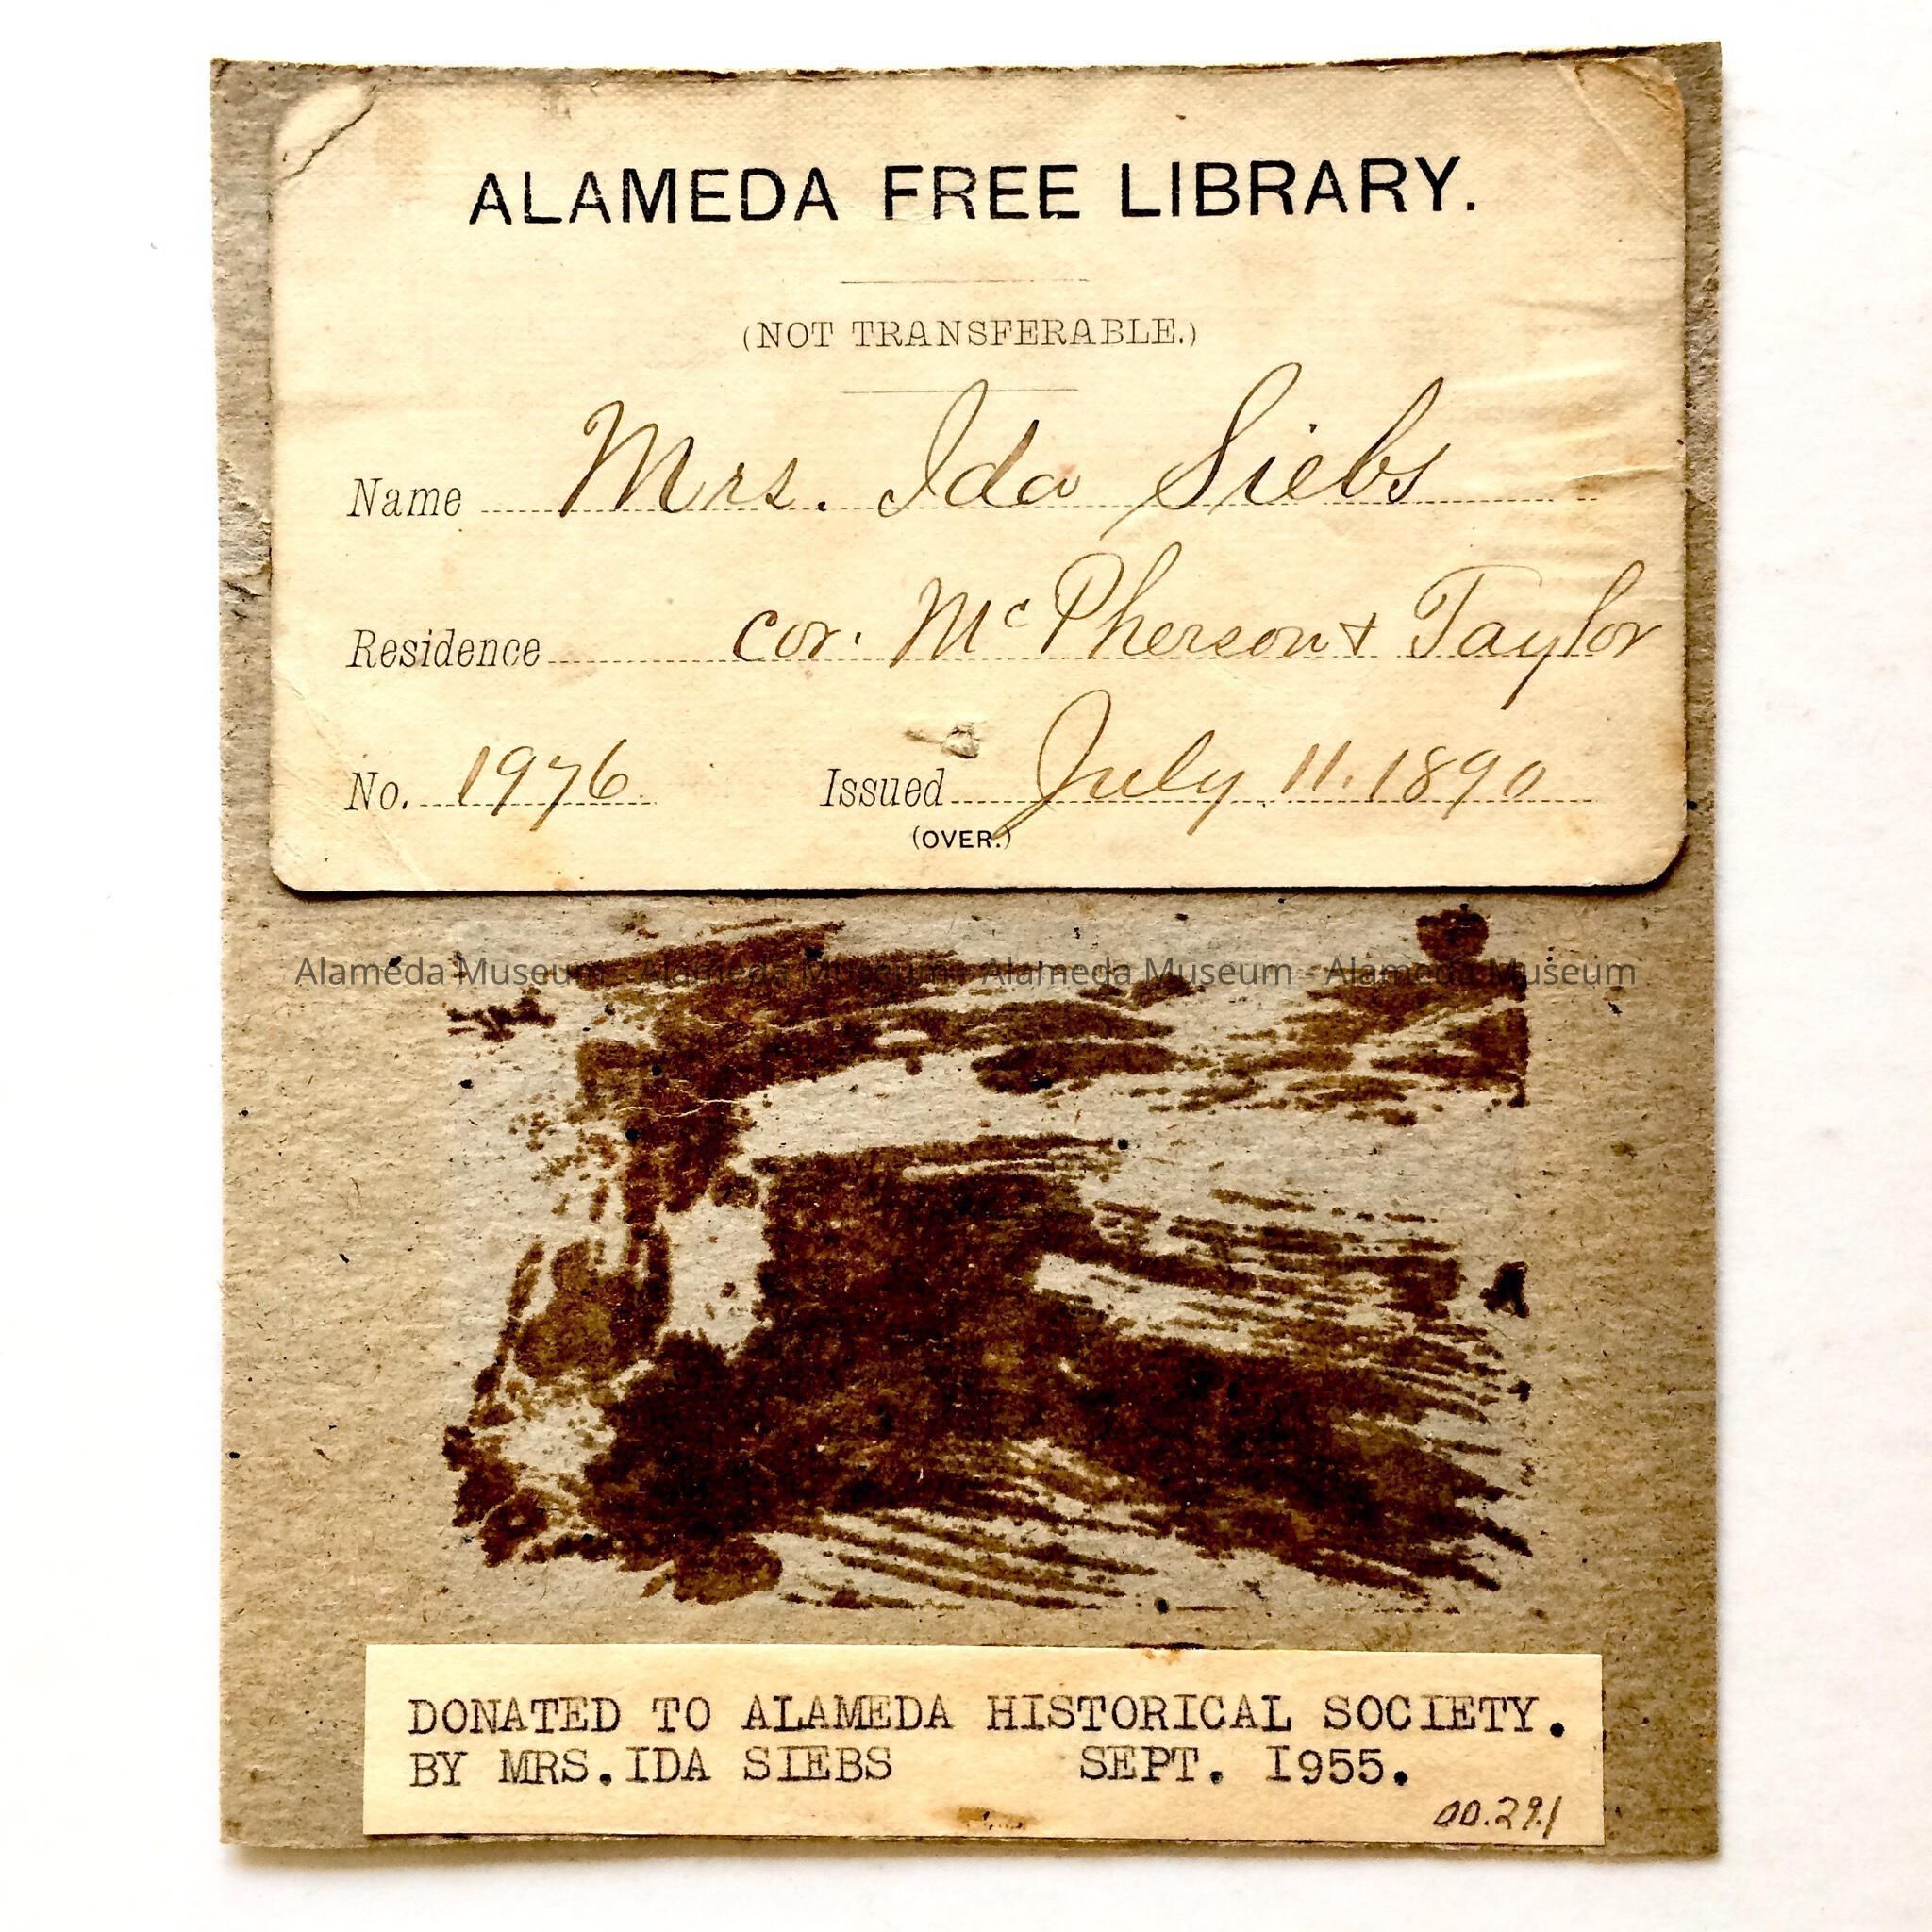 ALAMEDA FREE LIBRARY.
(NOT TRANSFERABLE.)
Name Mrs. Ida Siebs
Residence cor. McPherson & Taylor
No. 1976 Issued July 11. 1890
(OVER.)
Alameda Museum - Alameda Museum - Alameda Museum - Alameda Museum
DONATED TO ALAMEDA HISTORICAL SOCIETY.
BY MRS.IDA SIEBS SEPT. 1955.
00.29.1